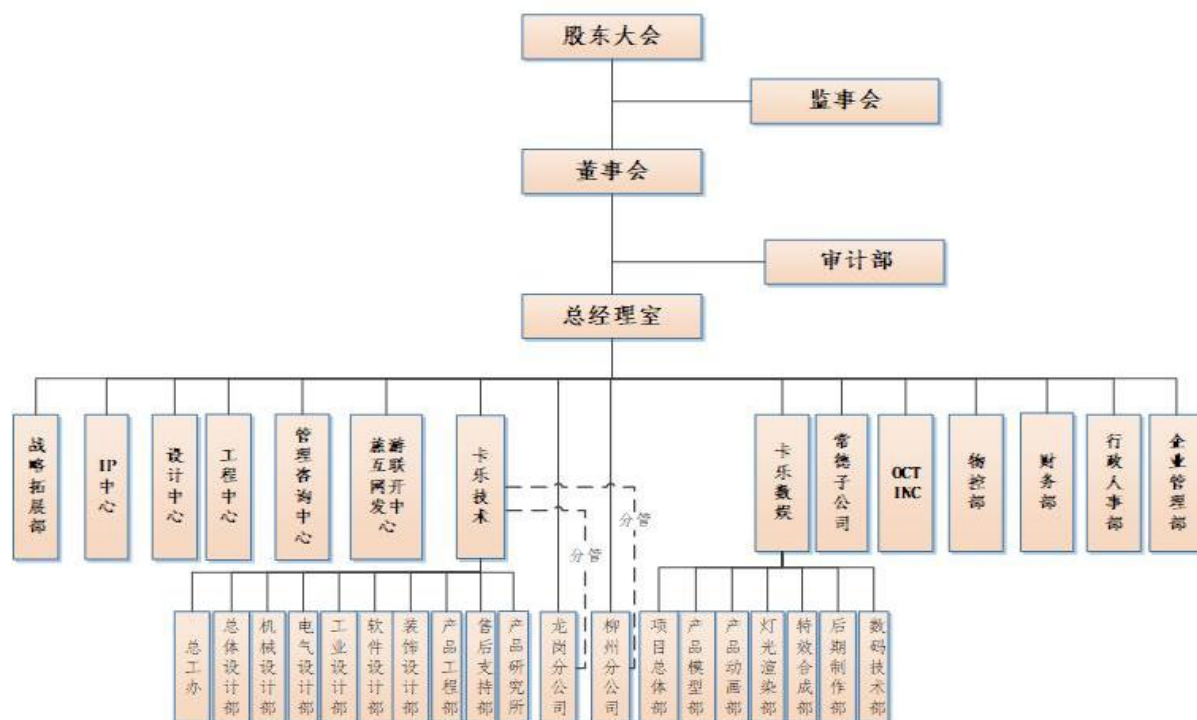 股东大会
监事会
董事会
审计部
总经理室
战略拓展部
IP中心
设计中心
工程中心
管理咨询中心
旅游互联网开发中心
卡乐技术
卡乐数娱
常德子公司
OCT
INC
物控部
财务部
行政人事部
企业管理部
分管
分管
总工办
总体设计部
机械设计部
电气设计部
工业设计部
软件设计部
装饰设计部
产品工程部
售后支持部
产品研究所
龙岗分公司
柳州分公司
项目总体部
产品模型部
产品动画部
灯光渲染部
特效合成部
后期制作部
数码技术部